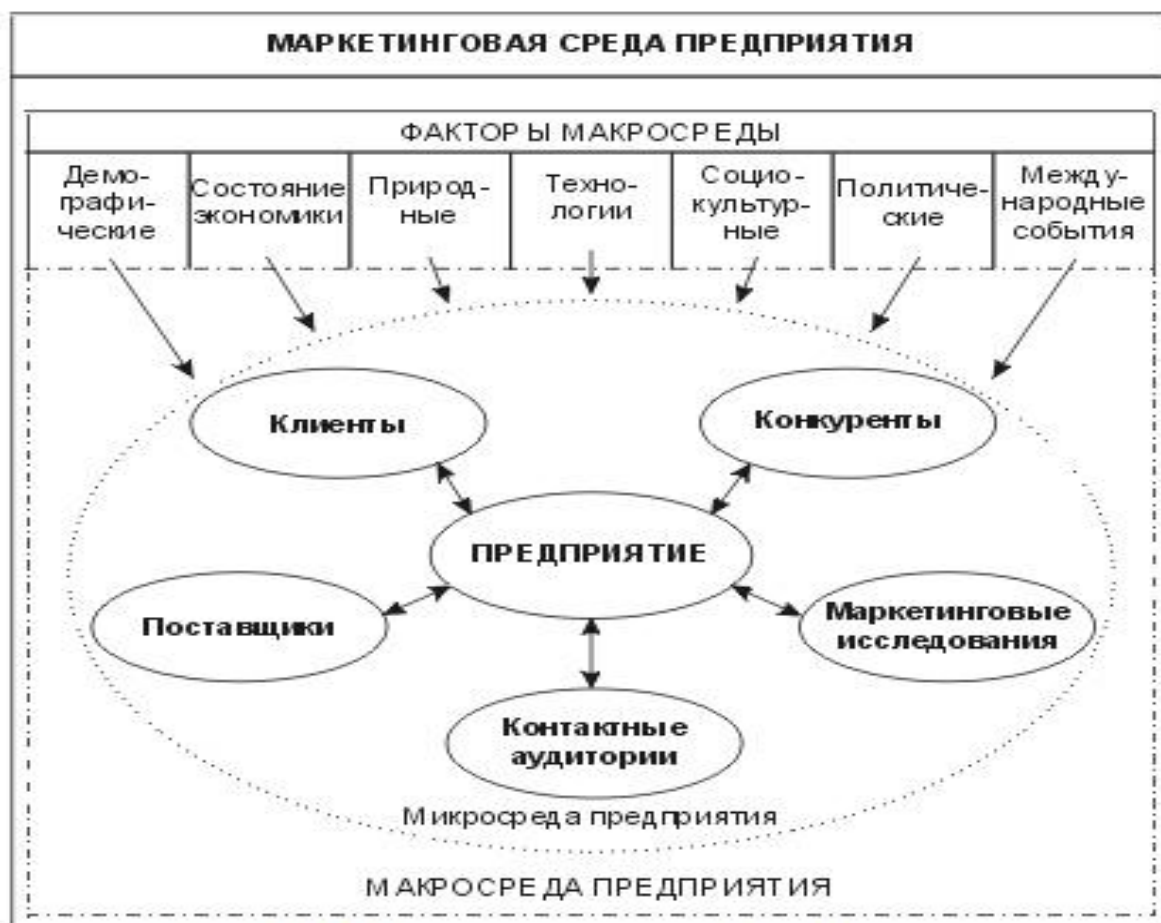 МАРКЕТИНГОВАЯ СРЕДА ПРЕДПРИЯТИЯ
ФАКТОРЫ МАКРОСРЕДЫ
Демо-
графи-
ческие
Состояние
экономики
Природ-
ные
Техно-
логии
Социо-
культур-
ные
Политиче-
ские
Между-
народные
события
Клиенты
Конкуренты
ПРЕДПРИЯТИЕ
Поставщики
Маркетинговые
исследования
Контактные
аудитории
Микросреда предприятия
МАКРОСРЕДА ПРЕДПРИЯТИЯ